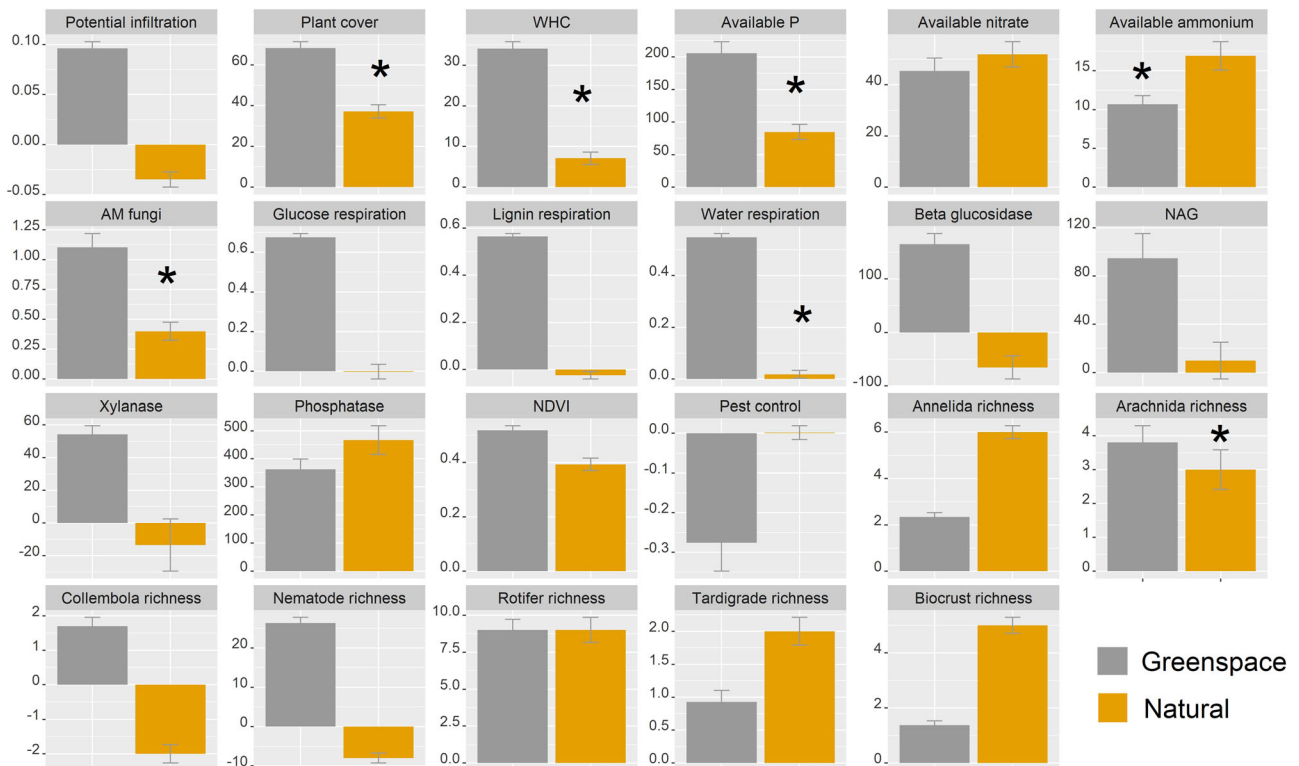 Potential infiltration Plant cover WHC Available P Available nitrate Available ammonium
0.10 0.05 0.00 -0.05
60 40 20 0
30 20 10 0
200 150 100 50 0
40 20 0
15 10 5 0
* * * *
AM fungi Glucose respiration Lignin respiration Water respiration Beta glucosidase NAG
1.25 1.00 0.75 0.50 0.25 0.00
0.6 0.4 0.2 0.0
0.6 0.4 0.2 0.0
0.4 0.2 0.0
100 0 -100
120 80 40 0
* *
Xylanase Phosphatase NDVI Pest control Annelida richness Arachnida richness
60 40 20 0 -20
500 400 300 200 100 0
0.4 0.2 0.0
0.0 -0.1 -0.2 -0.3
6 4 2 0
4 3 2 1 0
*
Collembola richness Nematode richness Rotifer richness Tardigrade richness Biocrust richness
2 1 0 -1 -2
20 10 0 -10
10.0 7.5 5.0 2.5 0.0
2.0 1.5 1.0 0.5 0.0
4 2 0
Greenspace
Natural